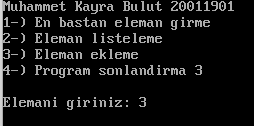 Muhammet Kayra Bulut 20011901
1-) En bastan eleman girme
2-) Eleman listeleme
3-) Eleman ekleme
4-) Program sonlandirma 3
Elemani giriniz: 3